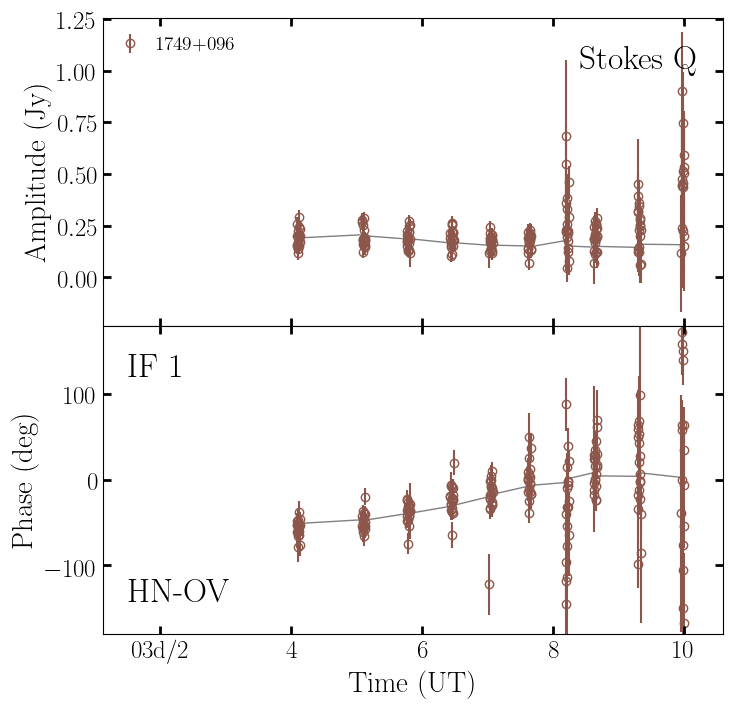 1.25
1749+096
Stokes Q
1.00
0.75
0.50
0.25
0.00
Amplitude (Jy)
IF 1
100
0
−100
Phase (deg)
HN-OV
03d/2 4 6 8 10
Time (UT)